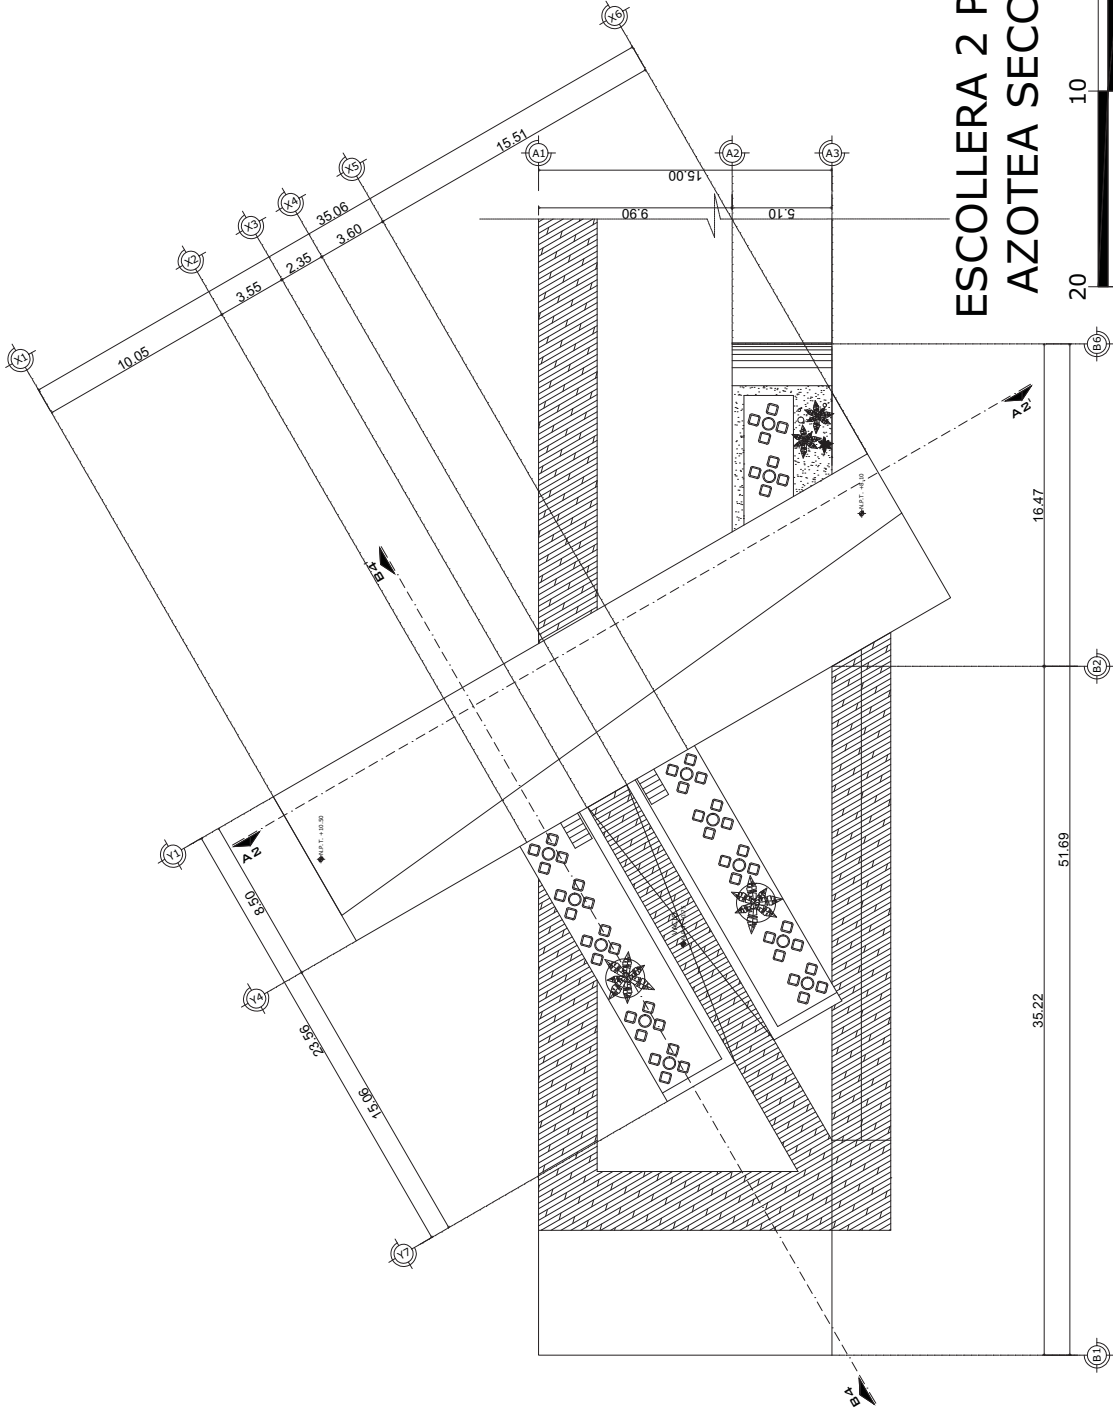 X6
X1
X2
X3
X4
X5
10.05
3.55
2.35
3.60
15.51
35.06
A1
A2
A3
15.00
9.90
5.10
ESCOLLERA 2 P
AZOTEA SECC
20
10
B6
A2'
B4'
N.P.T. +10.50
Y1
A2
8.50
Y4
23.56
15.06
Y7
16.47
B2
51.69
35.22
B4
B1